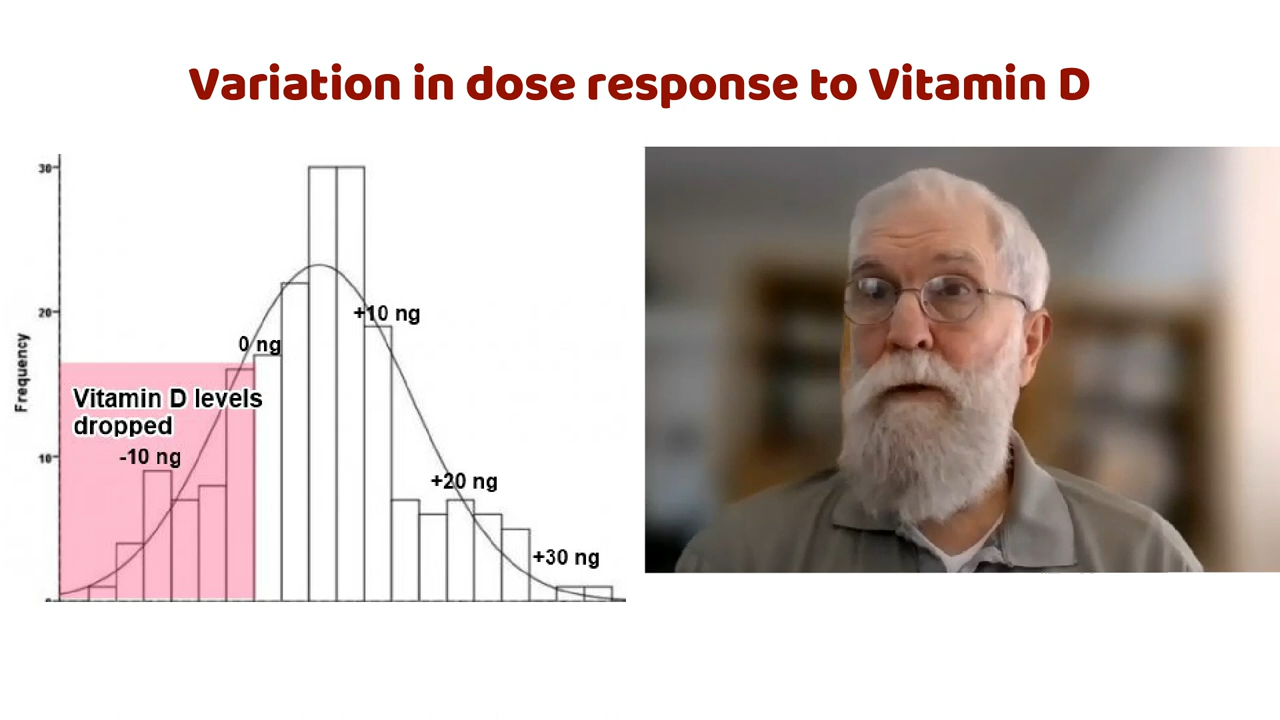 Variation in dose response to Vitamin D
30
20
10
0
Frequency
Vitamin D levels
dropped
-10 ng
0 ng
+10 ng
+20 ng
+30 ng